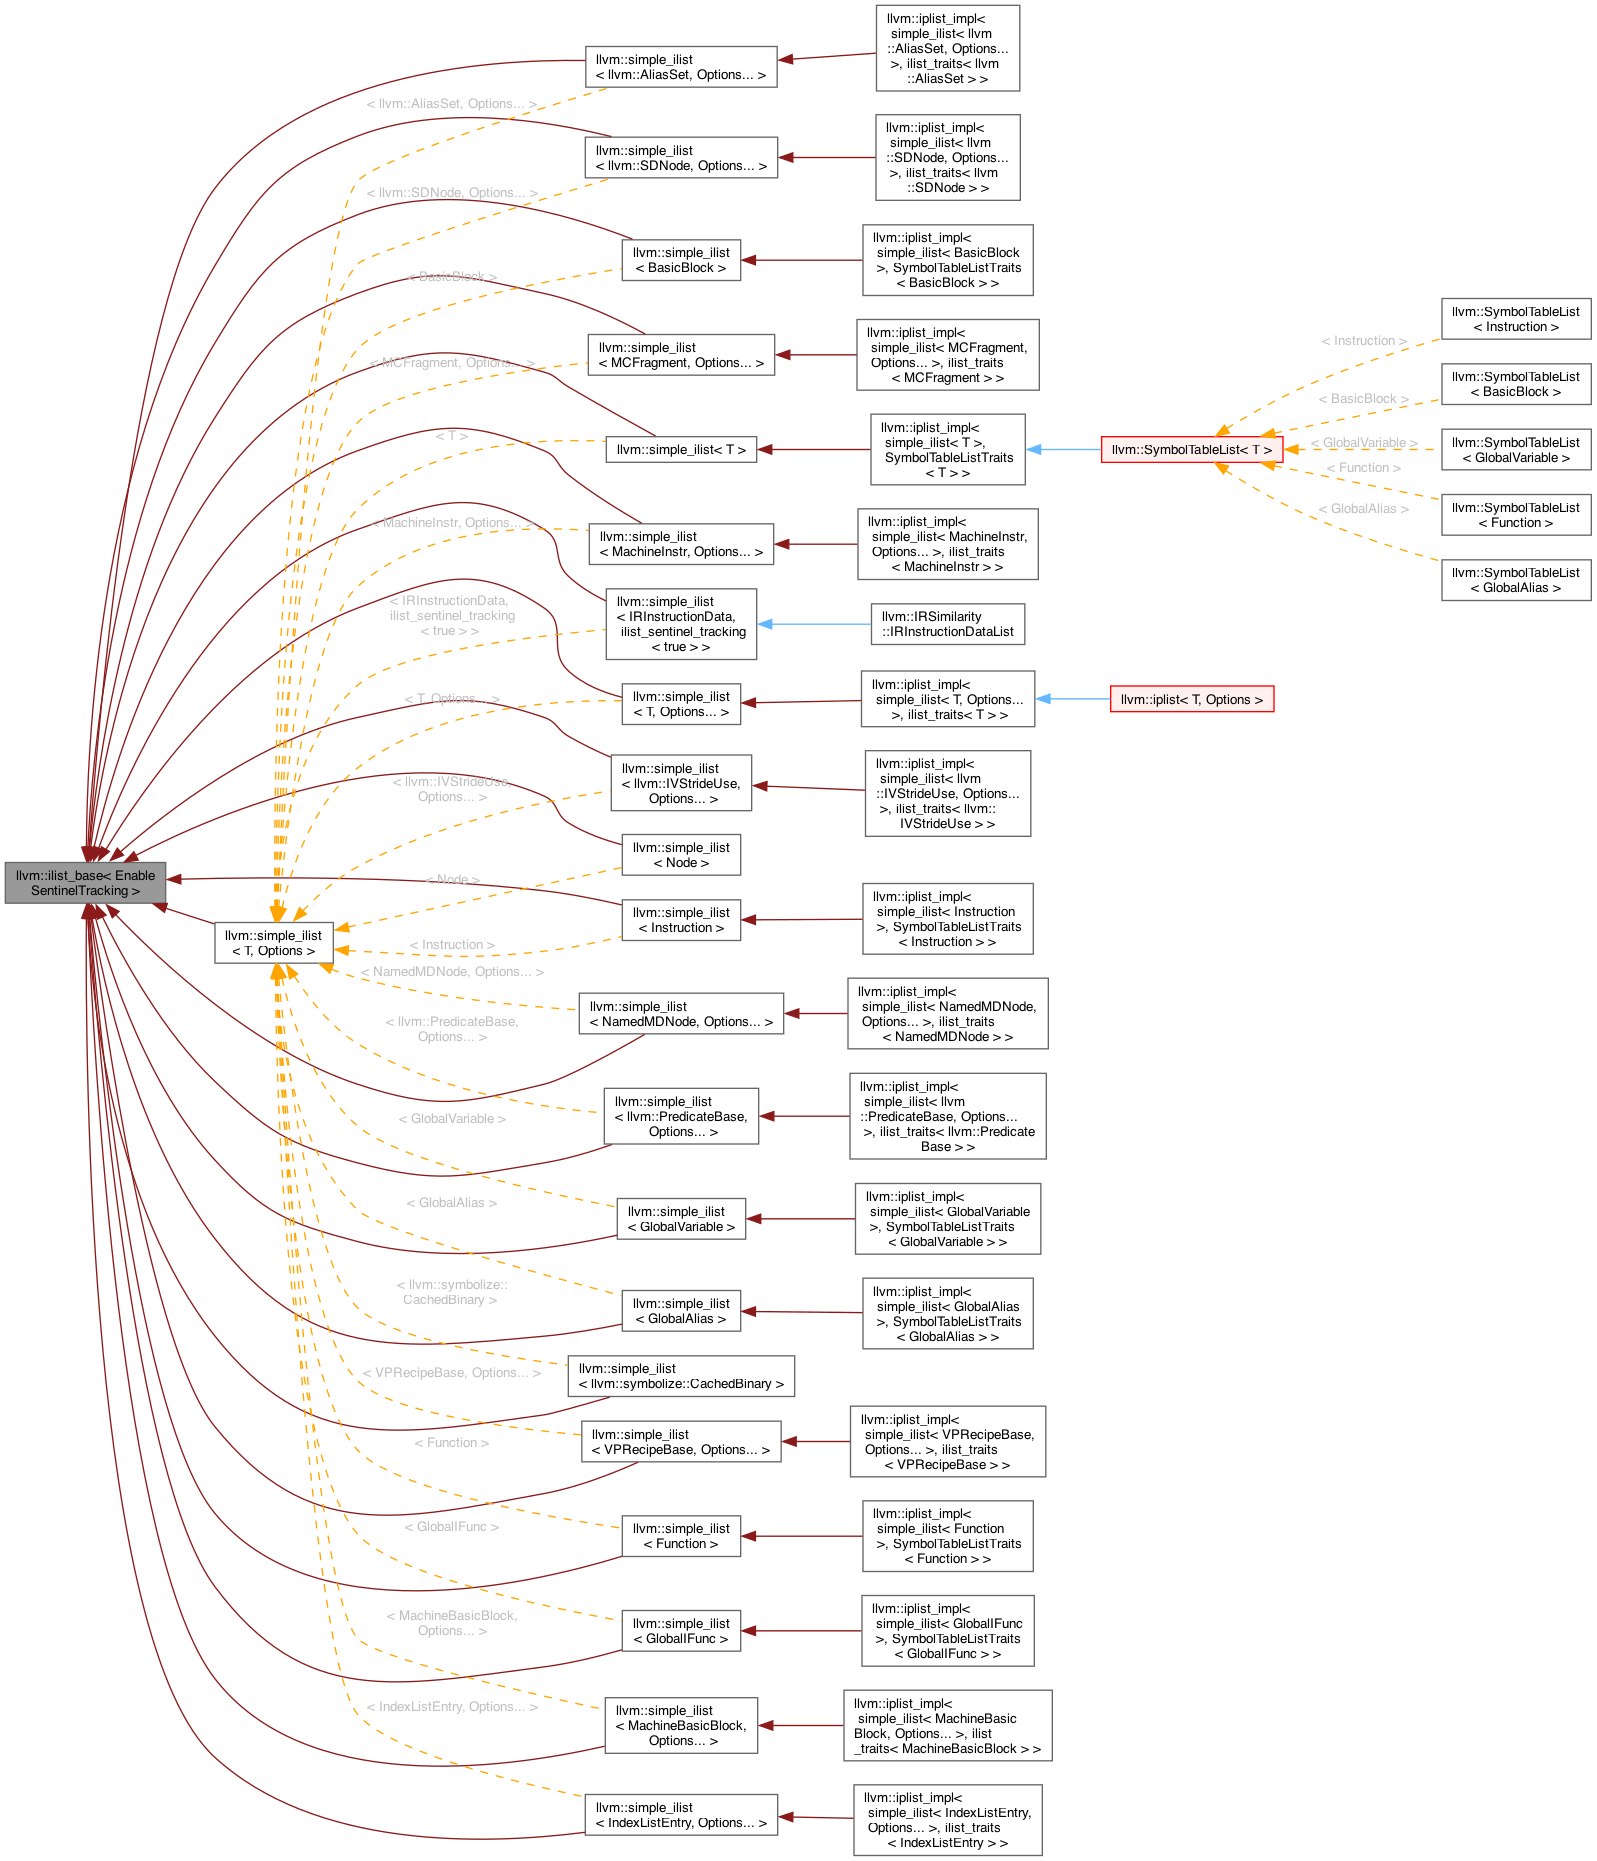 llvm::ilist_base< Enable
SentinelTracking >
llvm::simple_ilist
< T, Options >
< llvm::AliasSet, Options... >
< llvm::SDNode, Options... >
< BasicBlock >
< MCFragment, Options... >
< T >
< MachineInstr, Options... >
< IRInstructionData,
ilist_sentinel_tracking
< true > >
< T, Options... >
< llvm::IVStrideUse,
Options... >
< Node >
< Instruction >
< NamedMDNode, Options... >
< llvm::PredicateBase,
Options... >
< GlobalVariable >
< GlobalAlias >
< llvm::symbolize::
CachedBinary >
< VPRecipeBase, Options... >
< Function >
< GlobalIFunc >
< MachineBasicBlock,
Options... >
< IndexListEntry, Options... >
llvm::simple_ilist
< llvm::AliasSet, Options... >
llvm::simple_ilist
< llvm::SDNode, Options... >
llvm::simple_ilist
< BasicBlock >
llvm::simple_ilist
< MCFragment, Options... >
llvm::simple_ilist< T >
llvm::simple_ilist
< MachineInstr, Options... >
llvm::simple_ilist
< IRInstructionData,
ilist_sentinel_tracking
< true > >
llvm::simple_ilist
< T, Options... >
llvm::simple_ilist
< llvm::IVStrideUse,
Options... >
llvm::simple_ilist
< Node >
llvm::simple_ilist
< Instruction >
llvm::simple_ilist
< NamedMDNode, Options... >
llvm::simple_ilist
< llvm::PredicateBase,
Options... >
llvm::simple_ilist
< GlobalVariable >
llvm::simple_ilist
< GlobalAlias >
llvm::simple_ilist
< llvm::symbolize::CachedBinary >
llvm::simple_ilist
< VPRecipeBase, Options... >
llvm::simple_ilist
< Function >
llvm::simple_ilist
< GlobalIFunc >
llvm::simple_ilist
< MachineBasicBlock,
Options... >
llvm::simple_ilist
< IndexListEntry, Options... >
llvm::iplist_impl<
simple_ilist< llvm
::AliasSet, Options...
>, ilist_traits< llvm
::AliasSet > >
llvm::iplist_impl<
simple_ilist< llvm
::SDNode, Options...
>, ilist_traits< llvm
::SDNode > >
llvm::iplist_impl<
simple_ilist< BasicBlock
>, SymbolTableListTraits
< BasicBlock > >
llvm::iplist_impl<
simple_ilist< MCFragment,
Options... >, ilist_traits
< MCFragment > >
llvm::iplist_impl<
simple_ilist< T >,
SymbolTableListTraits
< T > >
llvm::iplist_impl<
simple_ilist< MachineInstr,
Options... >, ilist_traits
< MachineInstr > >
llvm::IRSimilarity
::IRInstructionDataList
llvm::iplist_impl<
simple_ilist< T, Options...
>, ilist_traits< T > >
llvm::iplist_impl<
simple_ilist< llvm
::IVStrideUse, Options...
>, ilist_traits< llvm::
IVStrideUse > >
llvm::iplist_impl<
simple_ilist< Instruction
>, SymbolTableListTraits
< Instruction > >
llvm::iplist_impl<
simple_ilist< NamedMDNode,
Options... >, ilist_traits
< NamedMDNode > >
llvm::iplist_impl<
simple_ilist< llvm
::PredicateBase, Options...
>, ilist_traits< llvm::Predicate
Base > >
llvm::iplist_impl<
simple_ilist< GlobalVariable
>, SymbolTableListTraits
< GlobalVariable > >
llvm::iplist_impl<
simple_ilist< GlobalAlias
>, SymbolTableListTraits
< GlobalAlias > >
llvm::iplist_impl<
simple_ilist< VPRecipeBase,
Options... >, ilist_traits
< VPRecipeBase > >
llvm::iplist_impl<
simple_ilist< Function
>, SymbolTableListTraits
< Function > >
llvm::iplist_impl<
simple_ilist< GlobalIFunc
>, SymbolTableListTraits
< GlobalIFunc > >
llvm::iplist_impl<
simple_ilist< MachineBasic
Block, Options... >, ilist
_traits< MachineBasicBlock > >
llvm::iplist_impl<
simple_ilist< IndexListEntry,
Options... >, ilist_traits
< IndexListEntry > >
llvm::SymbolTableList< T >
llvm::iplist< T, Options >
< Instruction >
< BasicBlock >
< GlobalVariable >
< Function >
< GlobalAlias >
llvm::SymbolTableList
< Instruction >
llvm::SymbolTableList
< BasicBlock >
llvm::SymbolTableList
< GlobalVariable >
llvm::SymbolTableList
< Function >
llvm::SymbolTableList
< GlobalAlias >